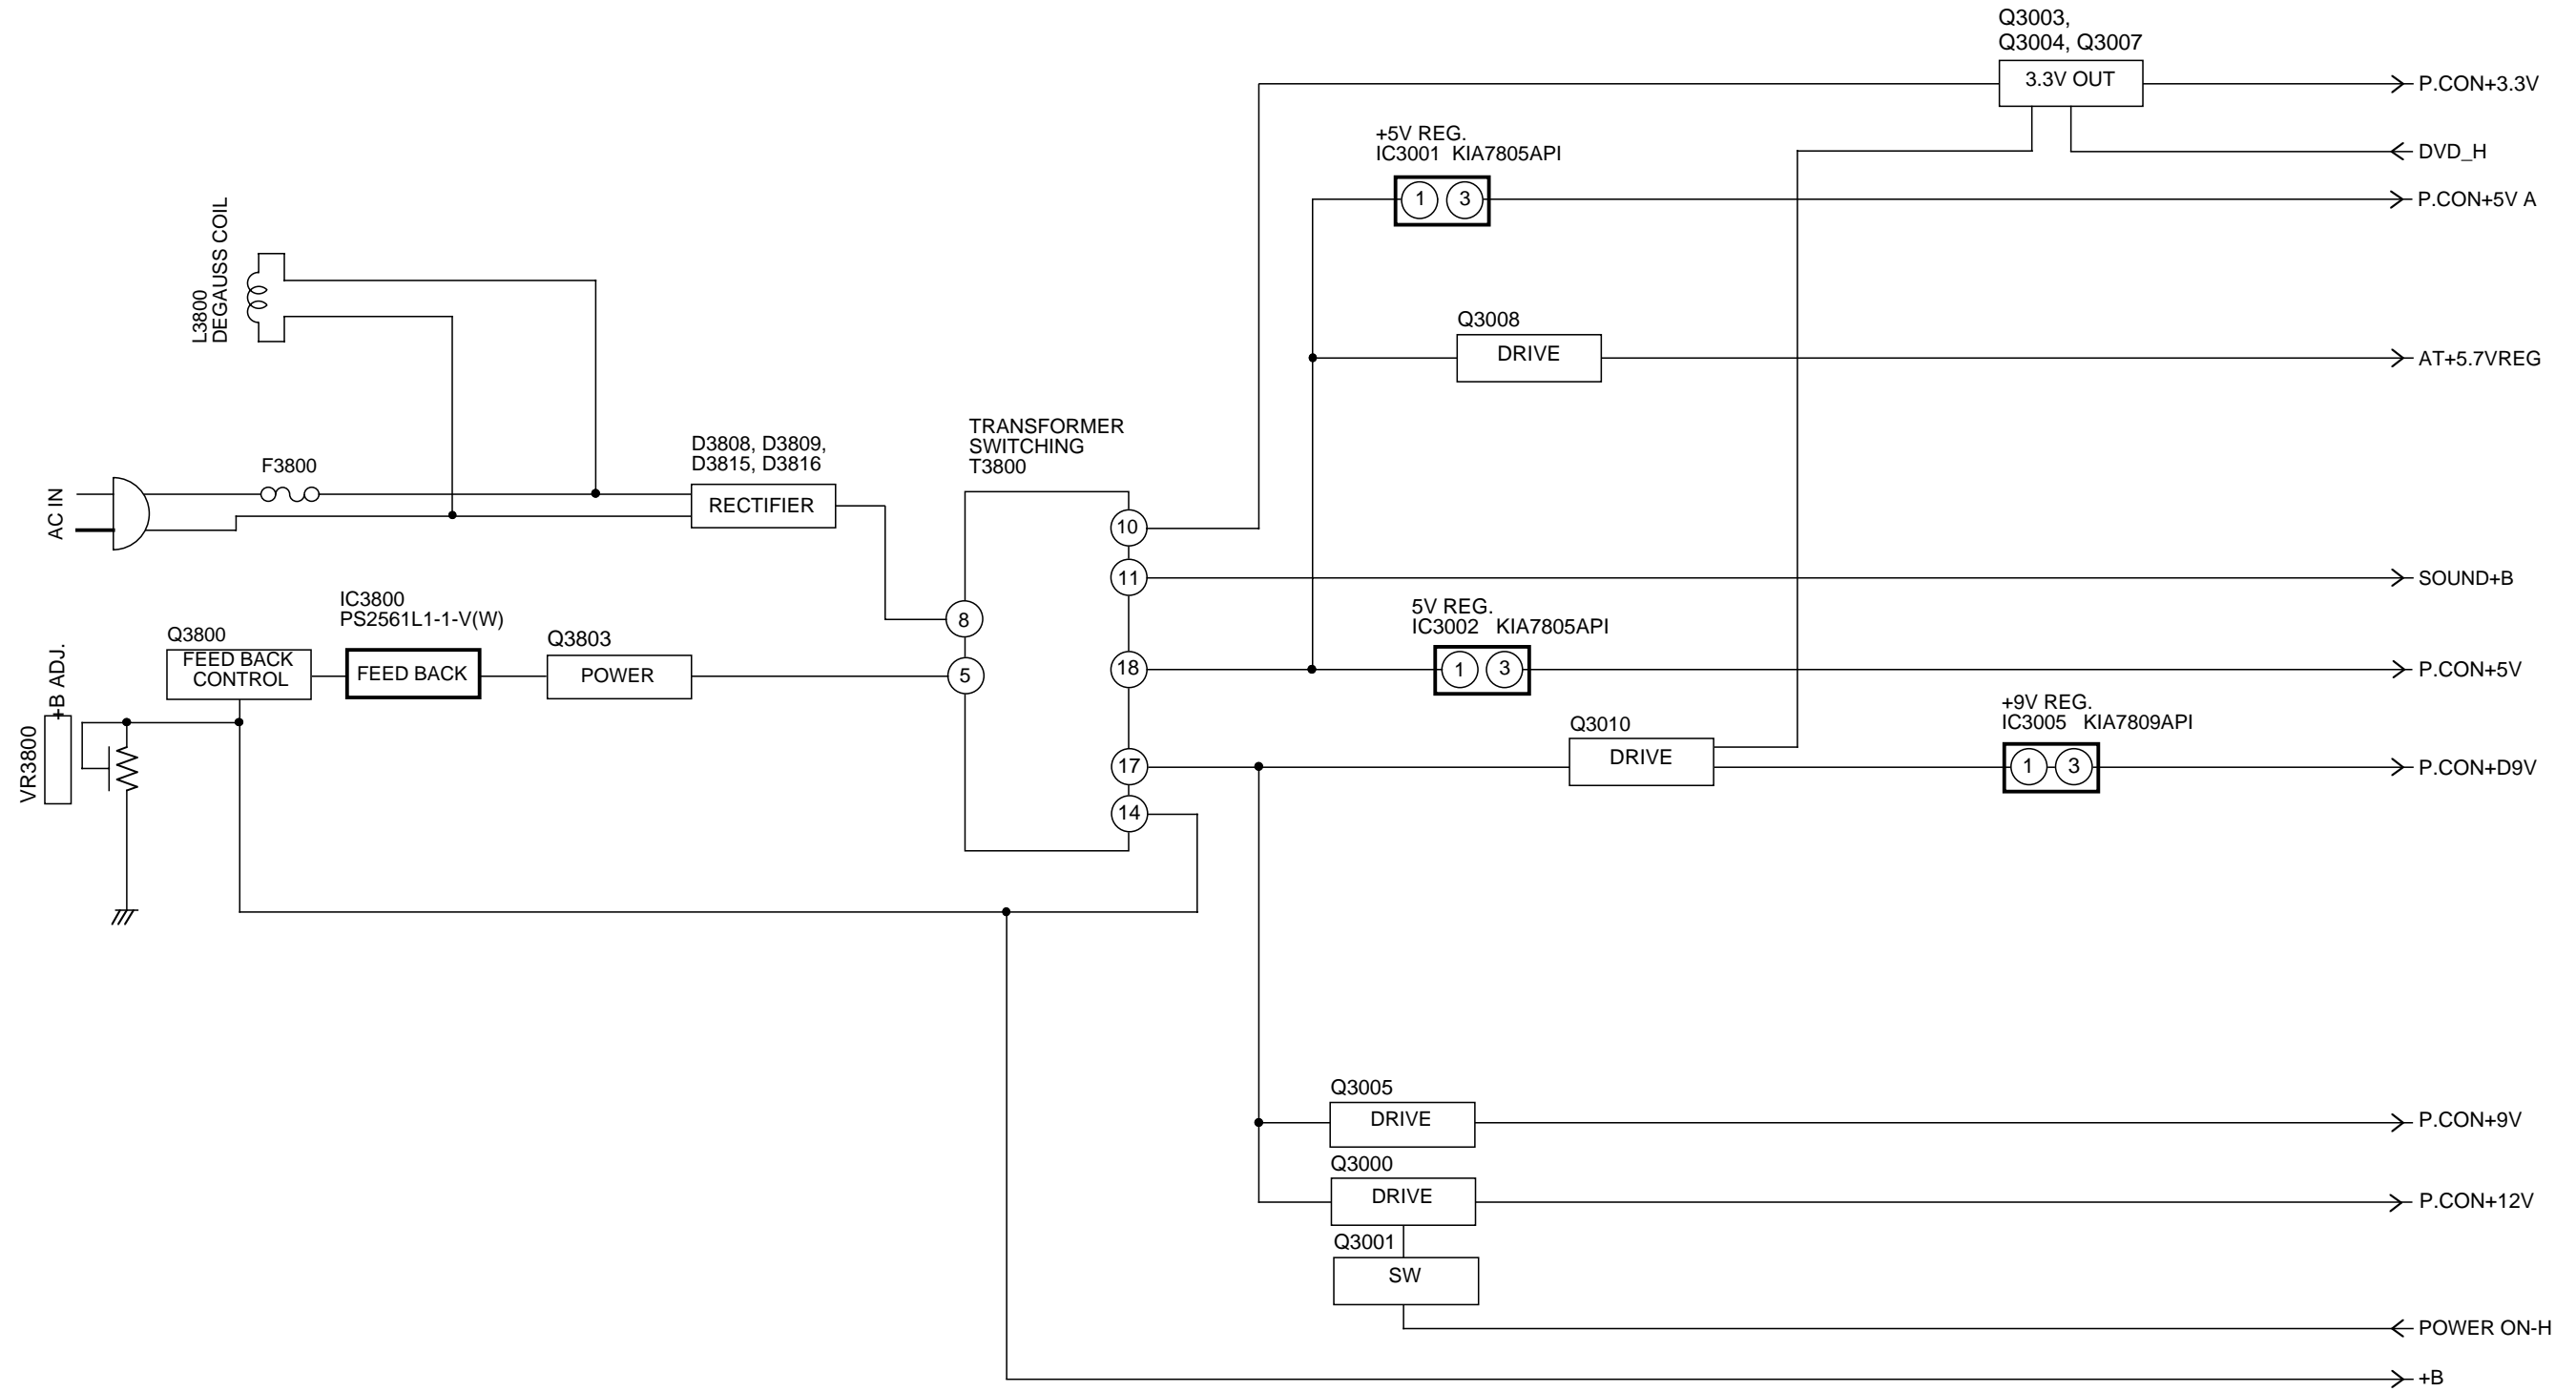 Q3003,
Q3004, Q3007
3.3V OUT
P.CON+3.3V
+5V REG.
IC3001 KIA7805API
DVD_H
1 3
P.CON+5V A
L3800
DEGAUSS COIL
Q3008
DRIVE
AT+5.7VREG
TRANSFORMER
SWITCHING
T3800
D3808, D3809,
D3815, D3816
RECTIFIER
F3800
AC IN
10
11
SOUND+B
8
IC3800
PS2561L1-1-V(W)
5V REG.
IC3002 KIA7805API
Q3800
FEED BACK
CONTROL
FEED BACK
Q3803
POWER
5
18
1 3
P.CON+5V
VR3800
+B ADJ.
+9V REG.
IC3005 KIA7809API
Q3010
DRIVE
17
1 3
P.CON+D9V
14
Q3005
DRIVE
P.CON+9V
Q3000
DRIVE
P.CON+12V
Q3001
SW
POWER ON-H
+B